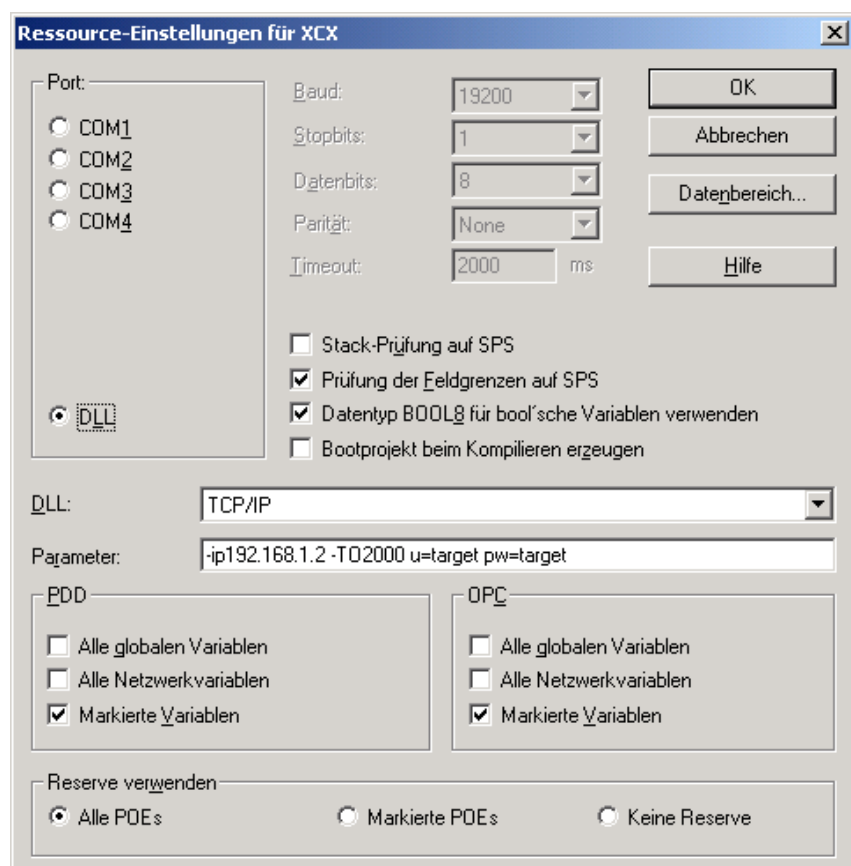 Ressource-Einstellungen für XCX
Port:
COM1
COM2
COM3
COM4
DLL
Baud:
19200
Stopbits:
1
Datenbits:
8
Parität:
None
Timeout:
2000
ms
OK
Abbrechen
Datenbereich...
Hilfe
Stack-Prüfung auf SPS
Prüfung der Feldgrenzen auf SPS
Datentyp BOOL8 für bool´sche Variablen verwenden
Bootprojekt beim Kompilieren erzeugen
DLL:
TCP/IP
Parameter:
-ip192.168.1.2 -TO2000 u=target pw=target
PDD
Alle globalen Variablen
Alle Netzwerkvariablen
Markierte Variablen
OPC
Alle globalen Variablen
Alle Netzwerkvariablen
Markierte Variablen
Reserve verwenden
Alle POEs
Markierte POEs
Keine Reserve